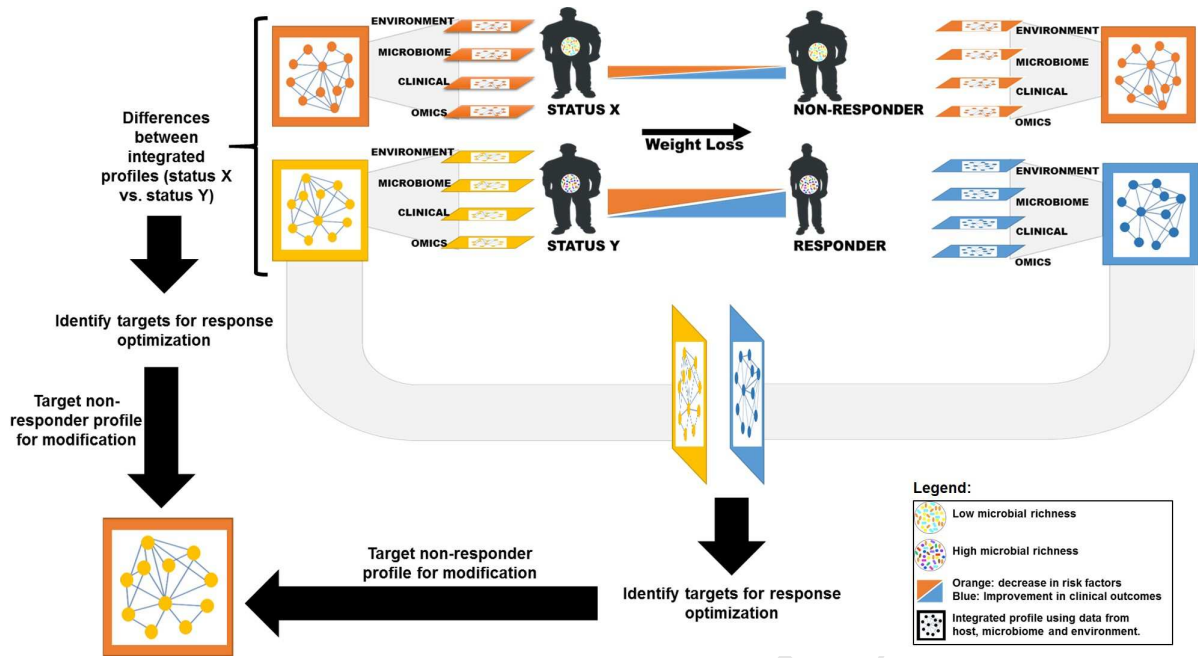 ENVIRONMENT
MICROBIOME
CLINICAL
OMICS
STATUS X
NON-RESPONDER
ENVIRONMENT
MICROBIOME
CLINICAL
OMICS
Differences
between
integrated
profiles (status X
vs. status Y)
Weight Loss
ENVIRONMENT
MICROBIOME
CLINICAL
OMICS
STATUS Y
RESPONDER
ENVIRONMENT
MICROBIOME
CLINICAL
OMICS
Identify targets for response
optimization
Target non-
responder
profile
for modification
Target non-responder
profile for modification
Identify targets for response
optimization
Legend:
Low microbial richness
High microbial richness
Orange: decrease in risk factors
Blue: Improvement in clinical outcomes
Integrated profile using data from
host, microbiome and environment.